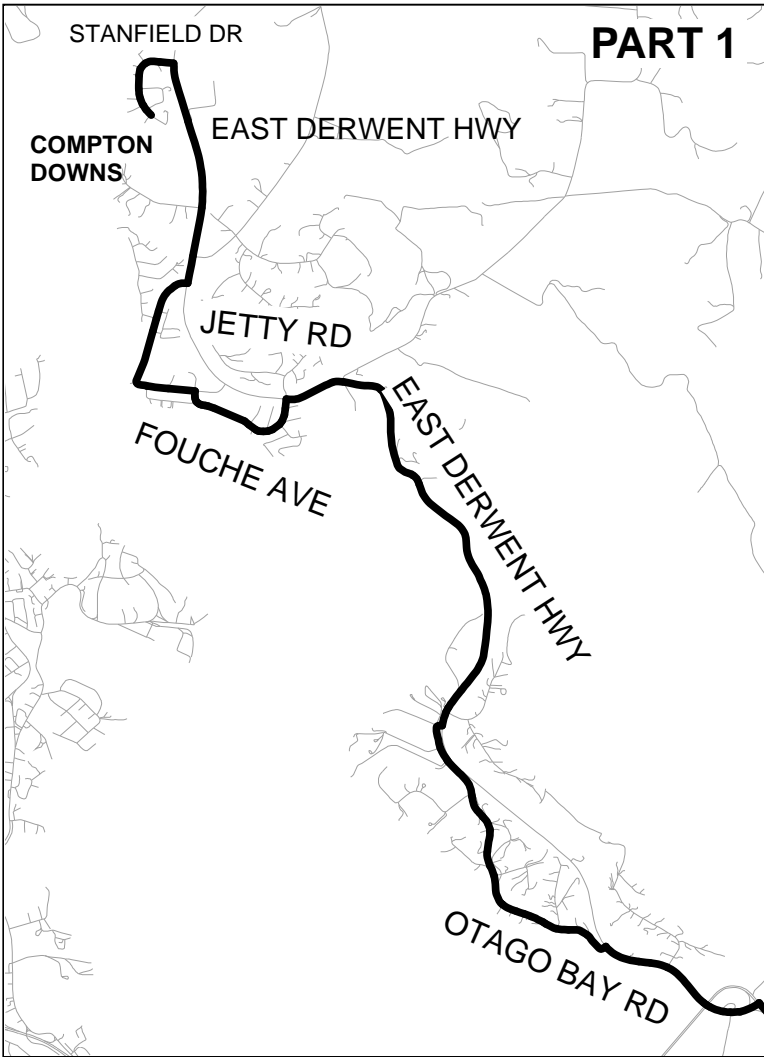 STANFIELD DR
PART 1
COMPTON
DOWNS
EAST DERWENT HWY
JETTY RD
FOUCHE AVE
EAST DERWENT HWY
OTAGO BAY RD